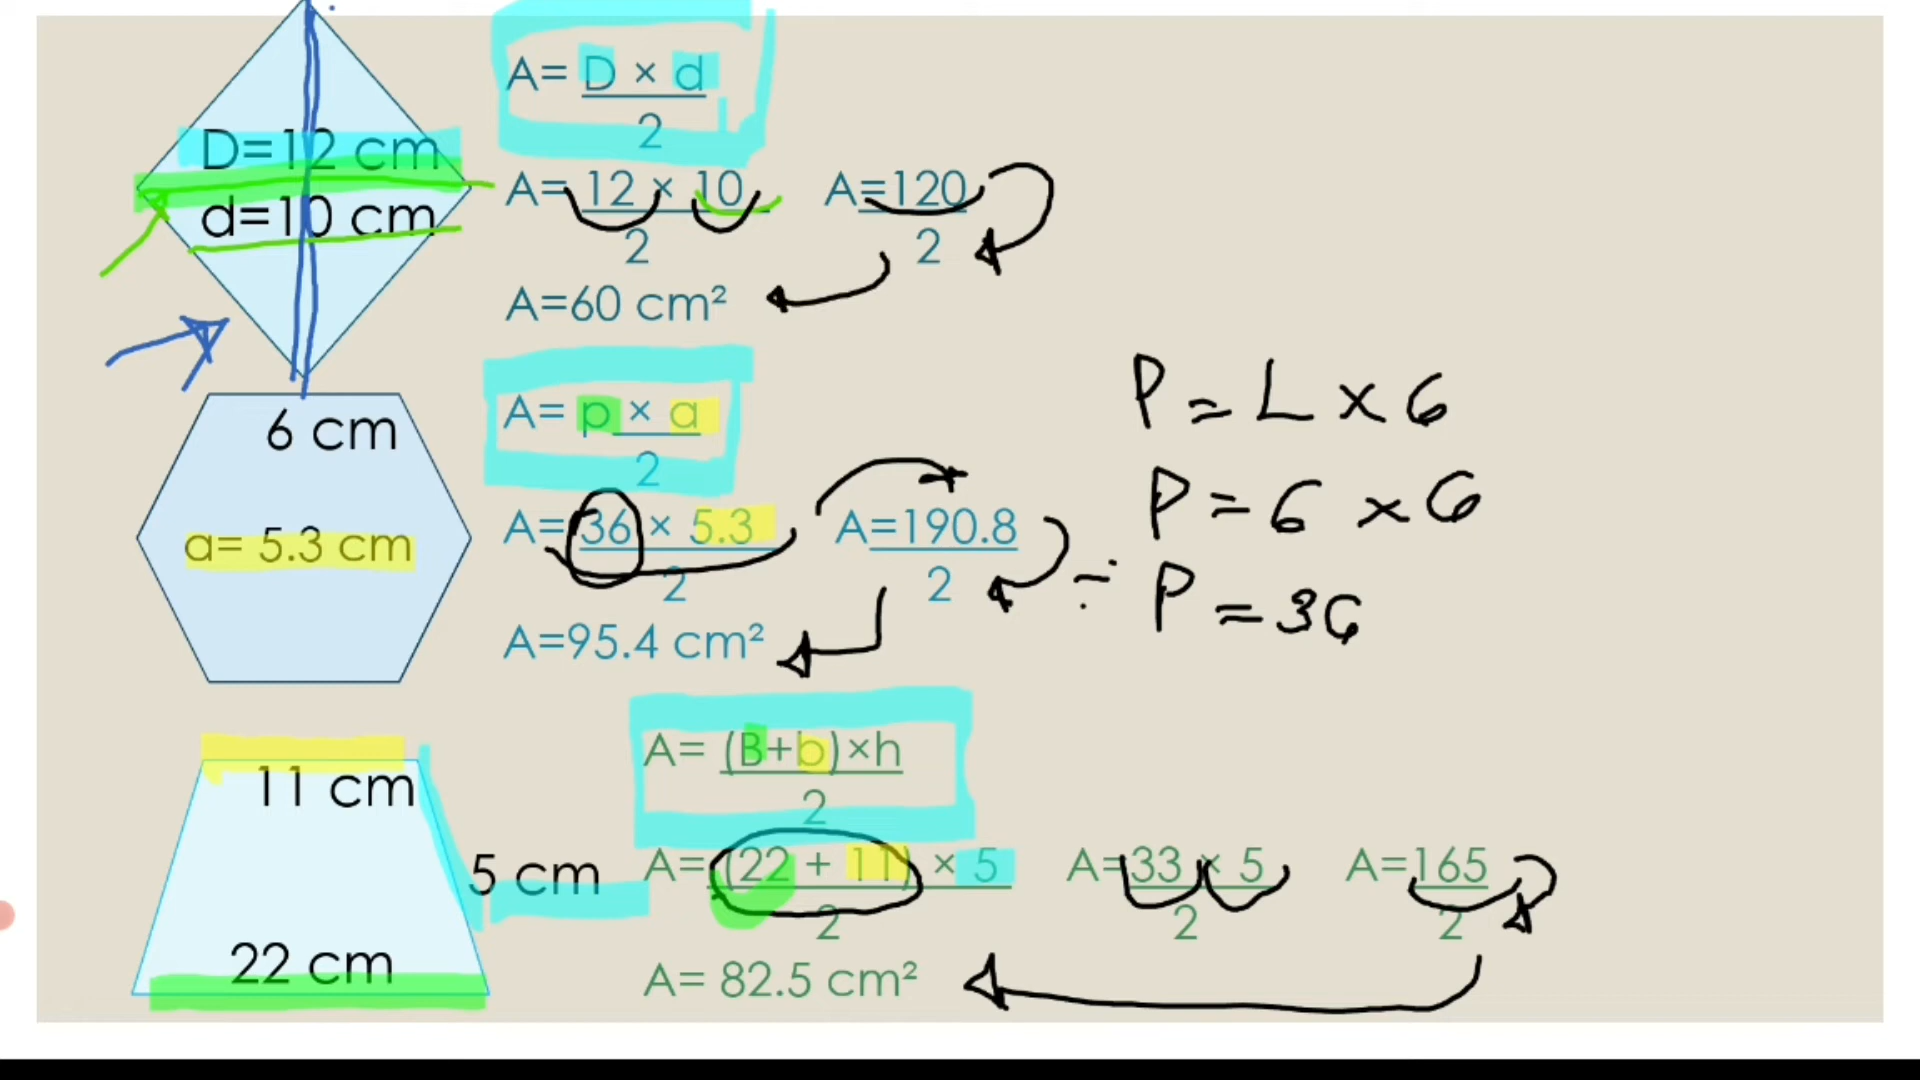 D=12 cm
d=10 cm
A= D × d
2
A= 12 × 10
2
A=120
2
A=60 cm²
6 cm
a= 5.3 cm
A= p × a
2
A= 36 × 5.3
2
A=190.8
2
A=95.4 cm²
P = L × 6
P = 6 × 6
÷
P = 36
11 cm
5 cm
22 cm
A= (B+b)×h
2
A= (22 + 11) × 5
2
A=33 × 5
2
A=165
2
A= 82.5 cm²